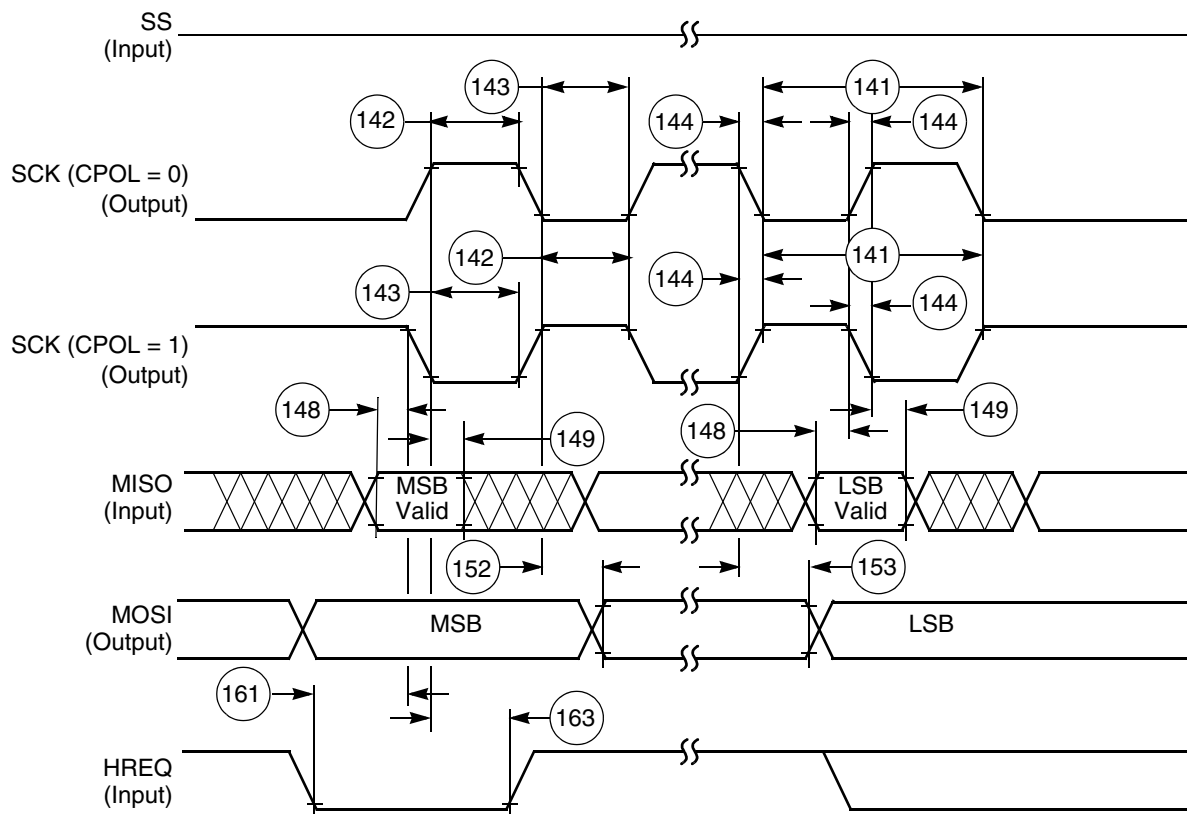 SS
(Input)
143
141
142
144
144
SCK (CPOL = 0)
(Output)
142
141
143
144
144
SCK (CPOL = 1)
(Output)
148
149
148
149
MISO
(Input)
MSB
Valid
LSB
Valid
152
153
MOSI
(Output)
MSB
LSB
161
163
HREQ
(Input)